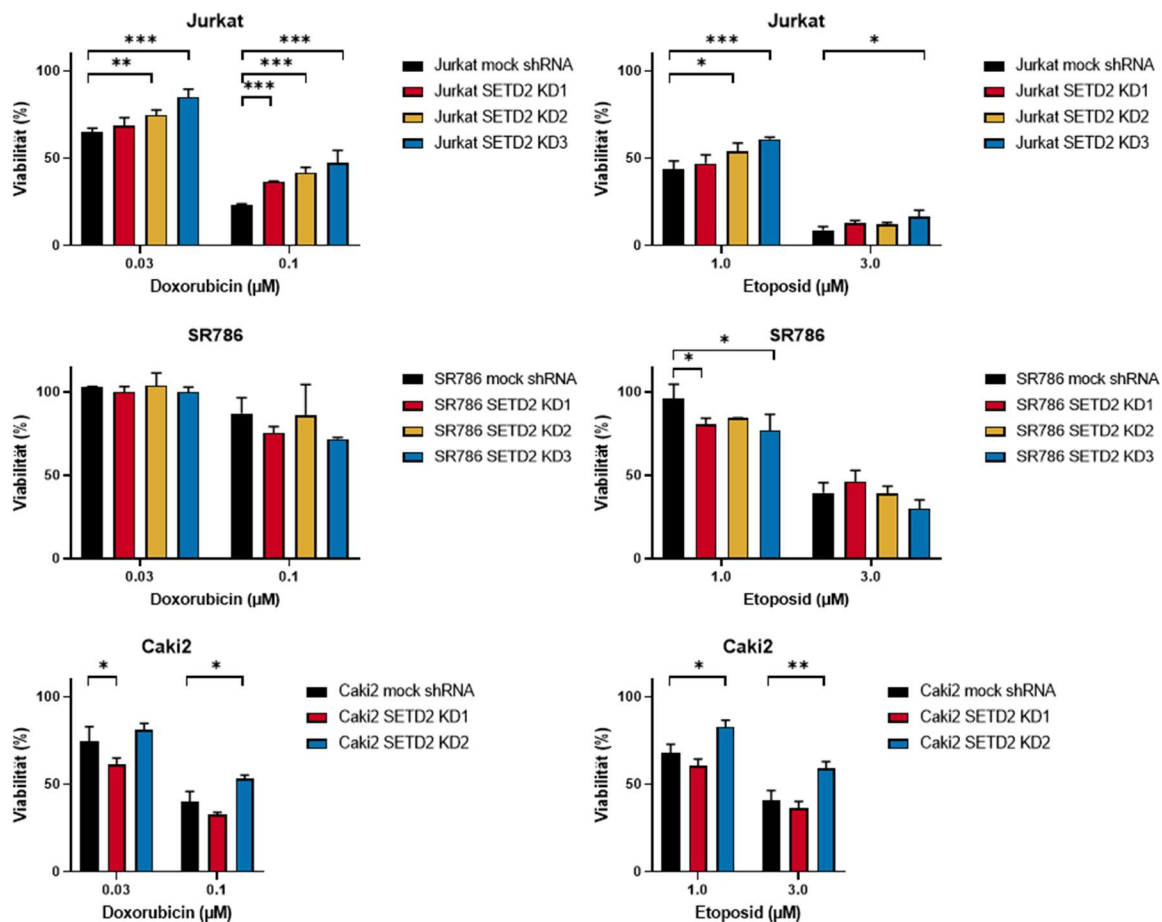 Jurkat
***
**
***
***
***
100
50
0
Viabilität (%)
0.03
0.1
Doxorubicin (µM)
Jurkat mock shRNA
Jurkat SETD2 KD1
Jurkat SETD2 KD2
Jurkat SETD2 KD3
Jurkat
***
*
*
100
50
0
Viabilität (%)
1.0
3.0
Etoposid (µM)
Jurkat mock shRNA
Jurkat SETD2 KD1
Jurkat SETD2 KD2
Jurkat SETD2 KD3
SR786
100
50
0
Viabilität (%)
0.03
0.1
Doxorubicin (µM)
SR786 mock shRNA
SR786 SETD2 KD1
SR786 SETD2 KD2
SR786 SETD2 KD3
SR786
*
*
100
50
0
Viabilität (%)
1.0
3.0
Etoposid (µM)
SR786 mock shRNA
SR786 SETD2 KD1
SR786 SETD2 KD2
SR786 SETD2 KD3
Caki2
*
*
100
50
0
Viabilität (%)
0.03
0.1
Doxorubicin (µM)
Caki2 mock shRNA
Caki2 SETD2 KD1
Caki2 SETD2 KD2
Caki2
*
**
100
50
0
Viabilität (%)
1.0
3.0
Etoposid (µM)
Caki2 mock shRNA
Caki2 SETD2 KD1
Caki2 SETD2 KD2